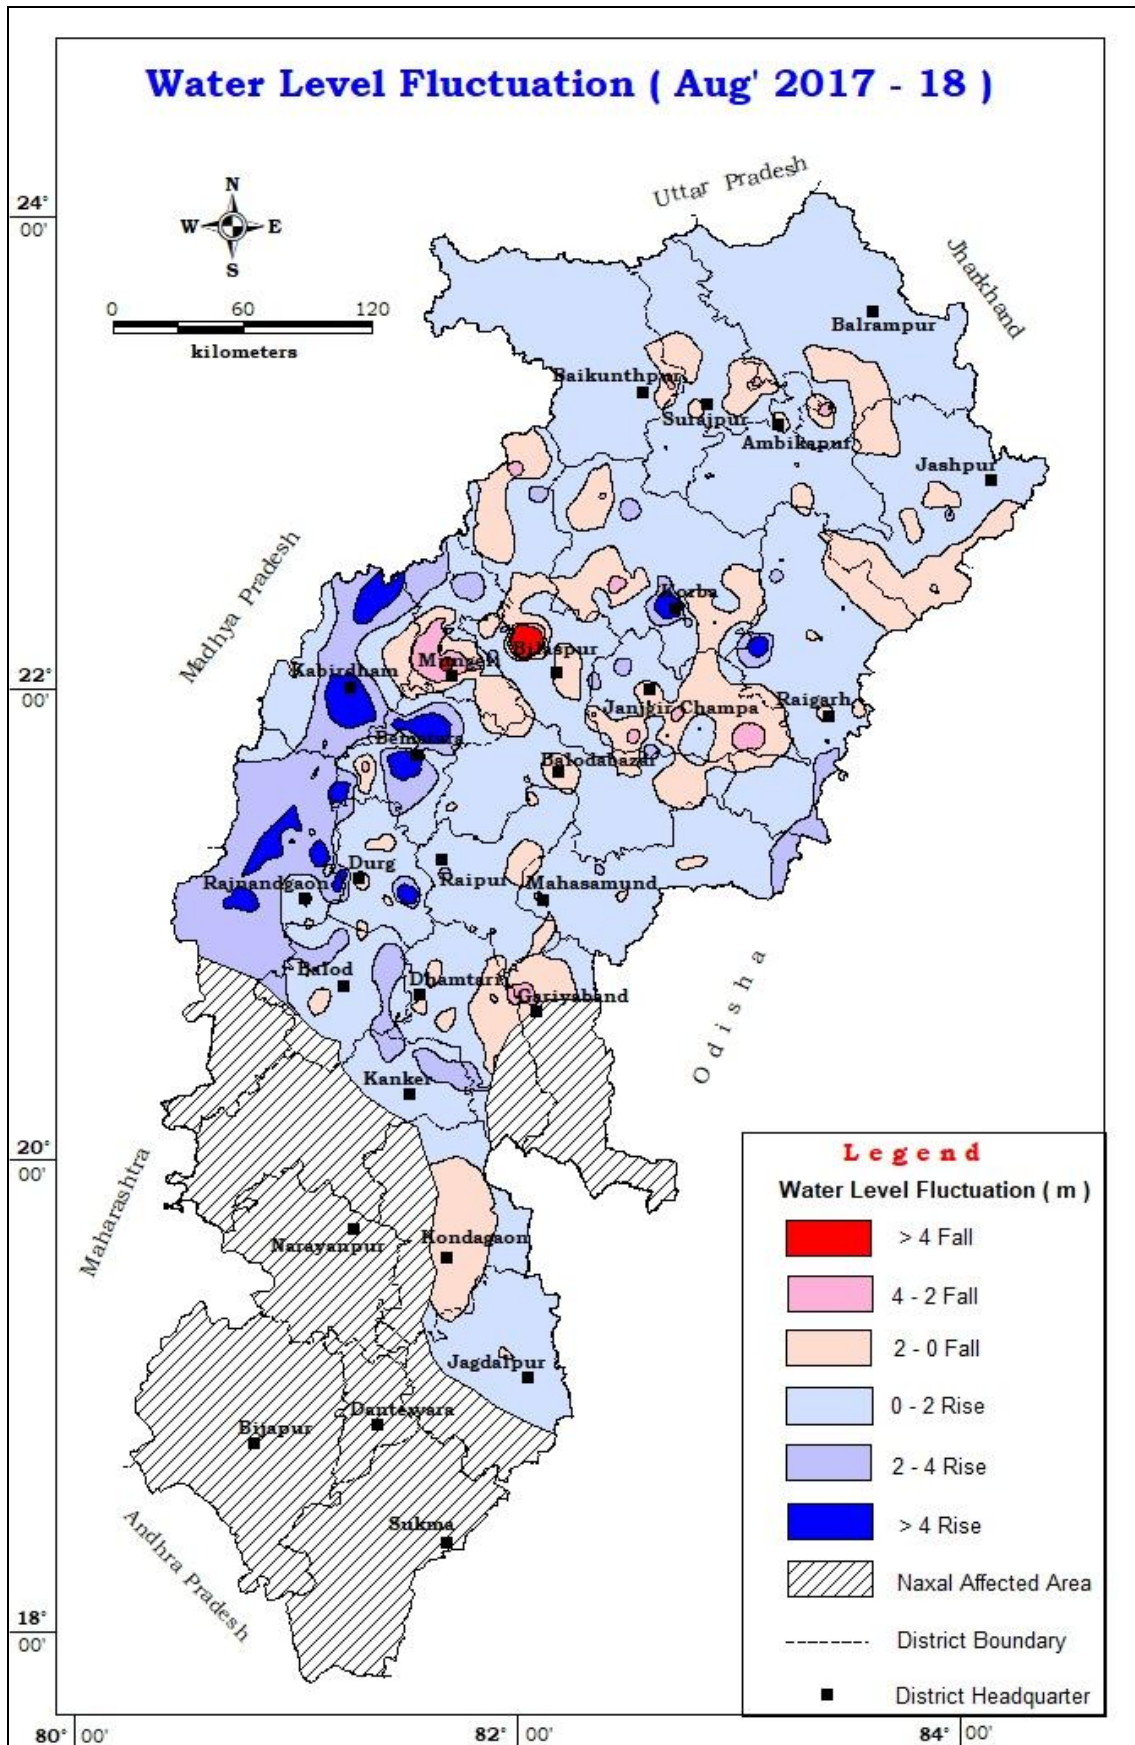 Water Level Fluctuation ( Aug' 2017 - 18 )
Uttar Pradesh
24°
00'
N
W E
S
Jharkhand
0 60 120
kilometers
Balrampur
Baikunthpur
Surajpur
Ambikapur
Jashpur
Madhya Pradesh
Korba
Bilaspur
Mungeli
Kabirdham
22°
00'
Janjgir Champa
Raigarh
Bemetara
Balodabazar
Durg
Raipur
Rajnandgaon
Mahasamund
Balod
Dhamtari
Gariyaband
Odisha
Kanker
20°
00'
Maharashtra
Narayanpur
Kondagaon
Jagdalpur
Dantewara
Bijapur
Sukma
Andhra Pradesh
18°
00'
Legend
Water Level Fluctuation ( m )
> 4 Fall
4 - 2 Fall
2 - 0 Fall
0 - 2 Rise
2 - 4 Rise
> 4 Rise
Naxal Affected Area
District Boundary
District Headquarter
80° 00' 82° 00' 84° 00'